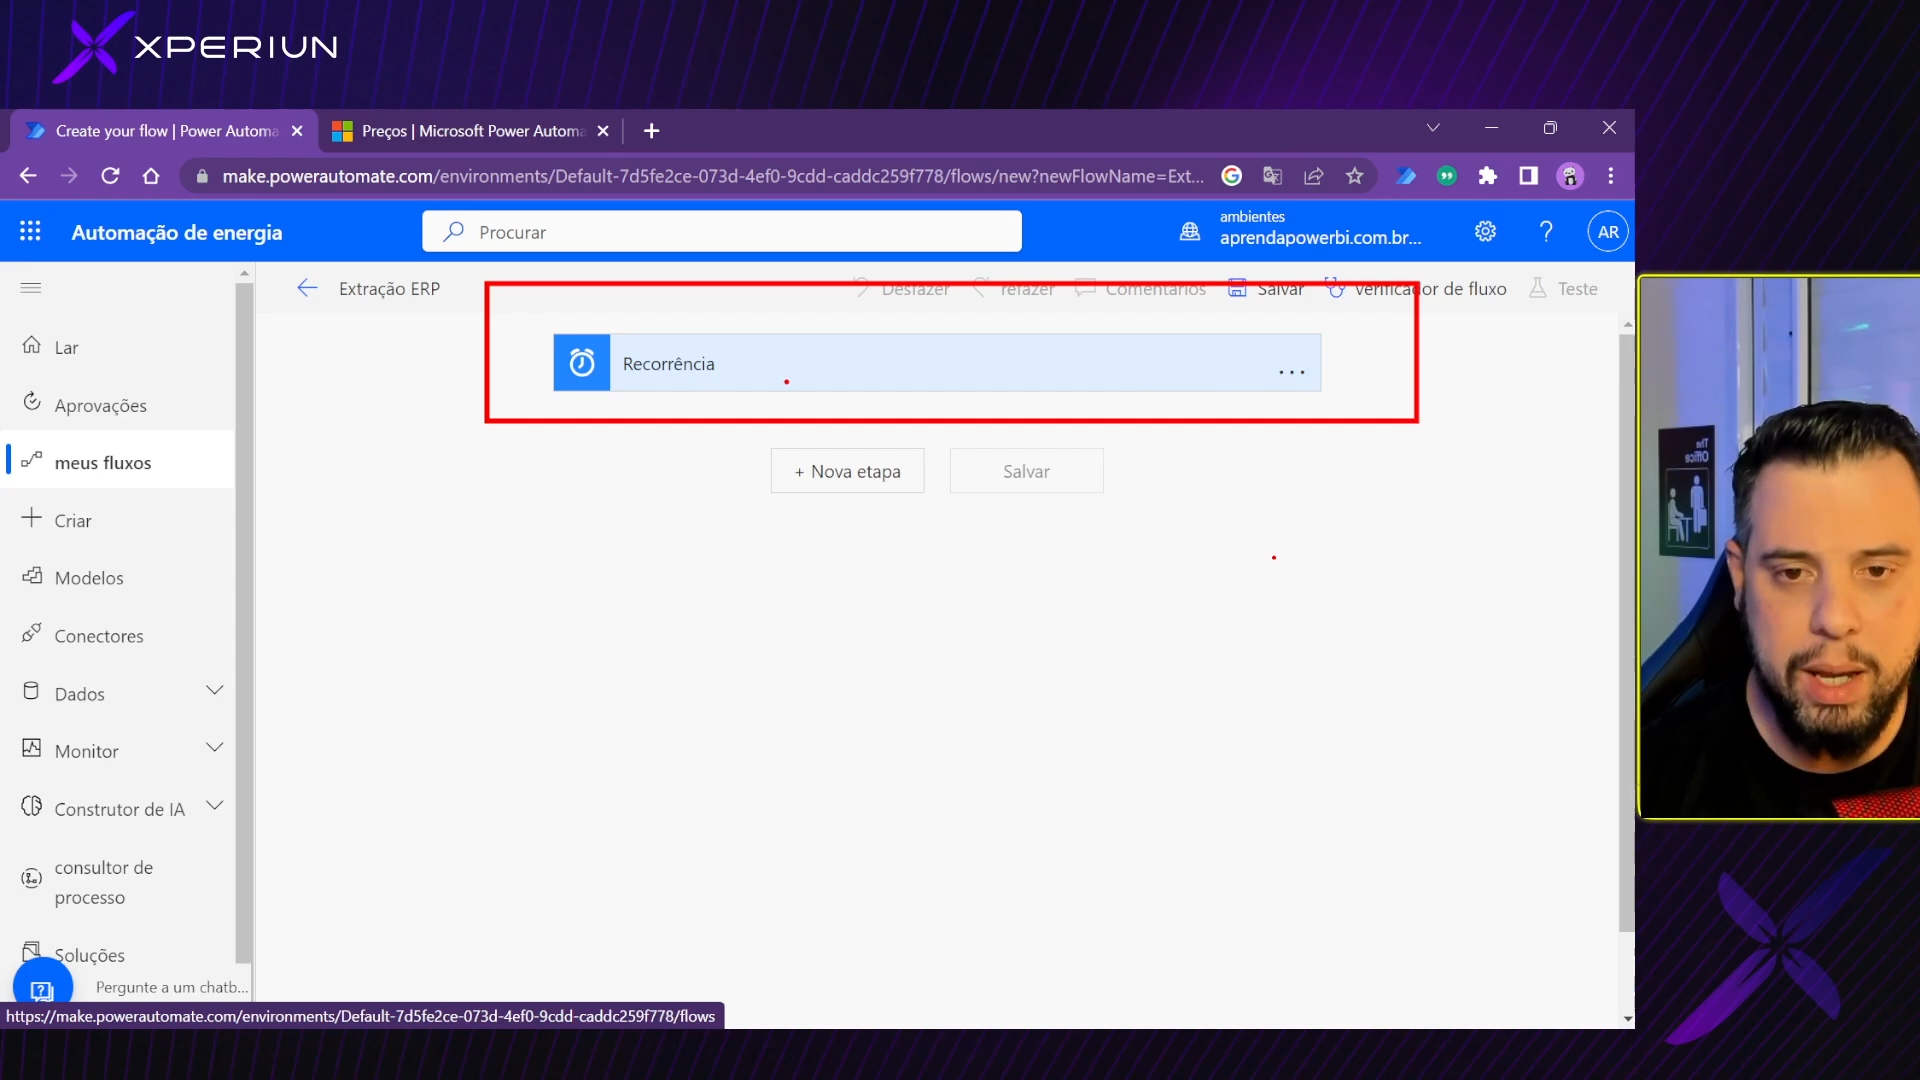 XPERIUN
Create your flow | Power Automa
Preços | Microsoft Power Automa
make.powerautomate.com/environments/Default-7d5fe2ce-073d-4ef0-9cdd-caddc259f778/flows/new?newFlowName=Ext...
Automação de energia
Procurar
ambientes
aprendapowerbi.com.br...
AR
Extração ERP
Desfazer
refazer
Comentários
Salvar
Verificador de fluxo
Teste
Lar
Recorrência
...
Aprovações
meus fluxos
+ Nova etapa
Salvar
Criar
Modelos
Conectores
Dados
Monitor
Construtor de IA
consultor de
processo
Soluções
Pergunte a um chatb...
https://make.powerautomate.com/environments/Default-7d5fe2ce-073d-4ef0-9cdd-caddc259f778/flows
The
Office